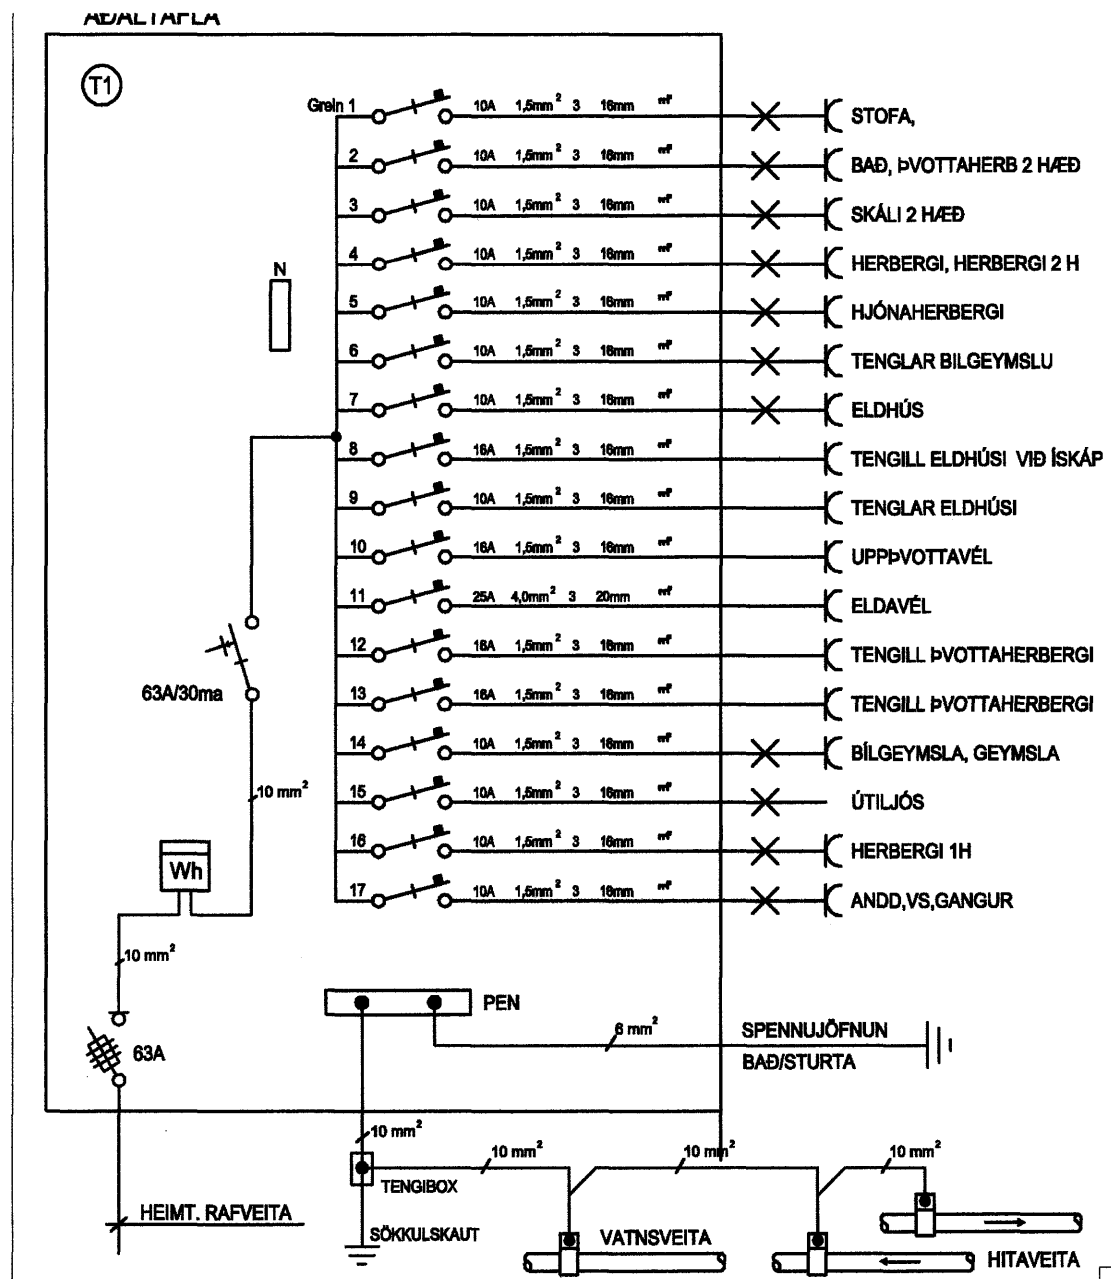 AÐALTAFLA
T1
Grein 1 10A 1,5mm² 3 16mm STOFA,
2 10A 1,5mm² 3 16mm BAÐ, ÞVOTTAHERB 2 HÆÐ
3 10A 1,5mm² 3 16mm SKÁLI 2 HÆÐ
4 10A 1,5mm² 3 16mm HERBERGI, HERBERGI 2 H
N
5 10A 1,5mm² 3 16mm HJÓNAHERBERGI
6 10A 1,5mm² 3 16mm TENGLAR BILGEYMSLU
7 10A 1,5mm² 3 16mm ELDHÚS
8 16A 1,5mm² 3 16mm TENGILL ELDHÚSI VIÐ ÍSKÁP
9 10A 1,5mm² 3 16mm TENGLAR ELDHÚSI
10 16A 1,5mm² 3 16mm UPPÞVOTTAVÉL
11 25A 4,0mm² 3 20mm ELDAVÉL
12 16A 1,5mm² 3 16mm TENGILL ÞVOTTAHERBERGI
63A/30ma
13 16A 1,5mm² 3 16mm TENGILL ÞVOTTAHERBERGI
14 10A 1,5mm² 3 16mm BÍLGEYMSLA, GEYMSLA
10 mm²
15 10A 1,5mm² 3 16mm ÚTILJÓS
16 10A 1,5mm² 3 16mm HERBERGI 1H
Wh
17 10A 1,5mm² 3 16mm ANDD,VS,GANGUR
10 mm²
PEN
63A
6 mm² SPENNUJÖFNUN
BAÐ/STURTA
10 mm²
10 mm² 10 mm² 10 mm²
TENGIBOX
HEIMT. RAFVEITA
SÖKKULSKAUT
VATNSVEITA
HITAVEITA